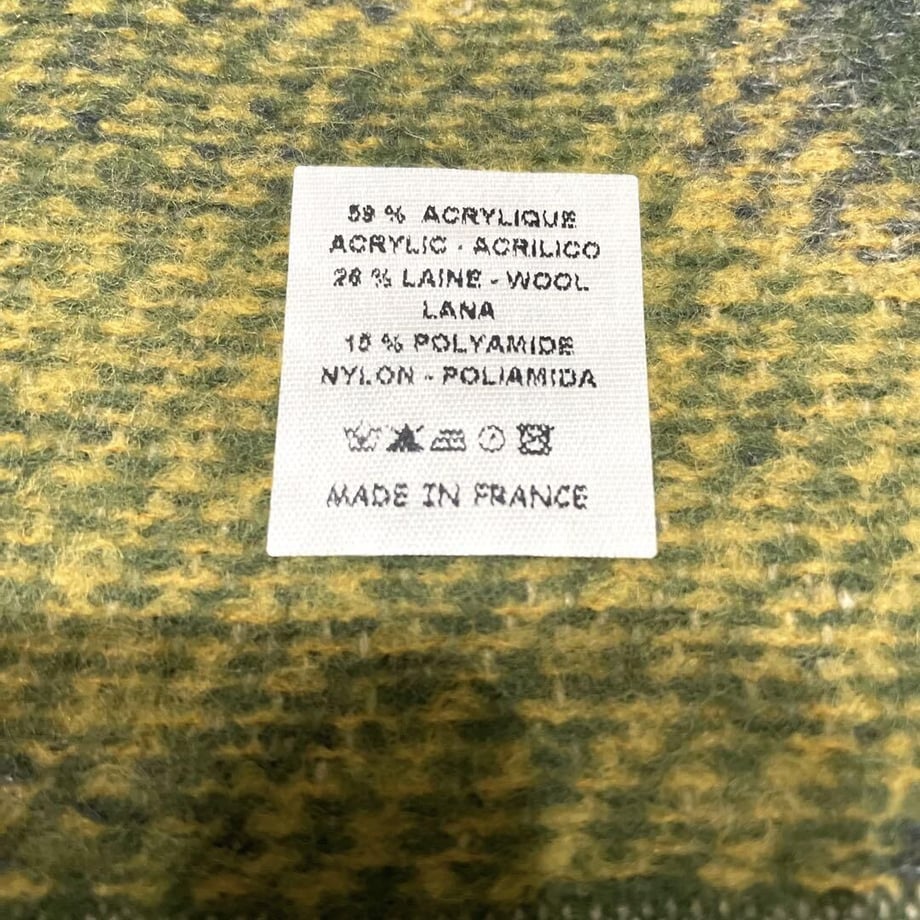 59 % ACRYLIQUE
ACRYLIC - ACRILICO
26 % LAINE - WOOL
LANA
15 % POLYAMIDE
NYLON - POLIAMIDA
MADE IN FRANCE